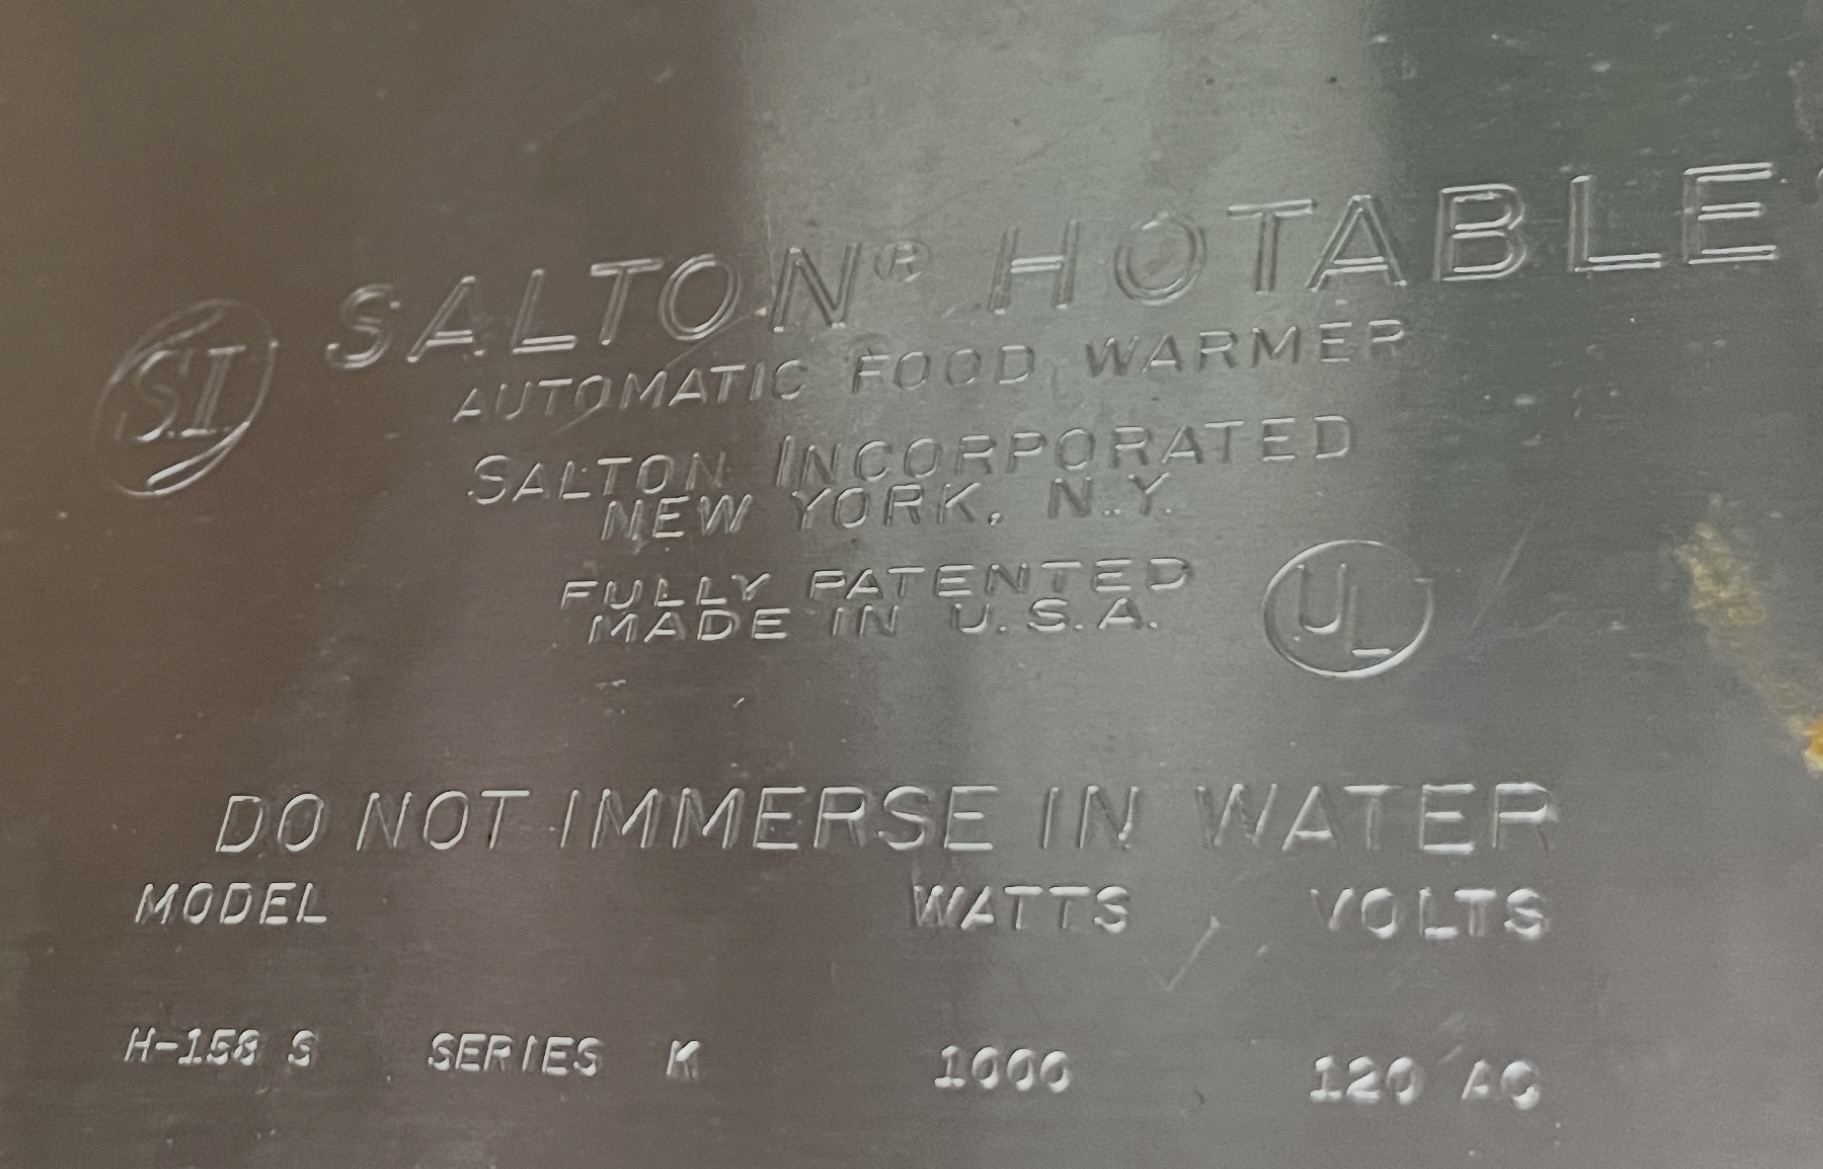 S.I. SALTON® HOTABLE®
AUTOMATIC FOOD WARMER
SALTON INCORPORATED
NEW YORK, N.Y.
FULLY PATENTED
MADE IN U.S.A. UL
DO NOT IMMERSE IN WATER
MODEL WATTS VOLTS
H-158 S SERIES K 1000 120 AC